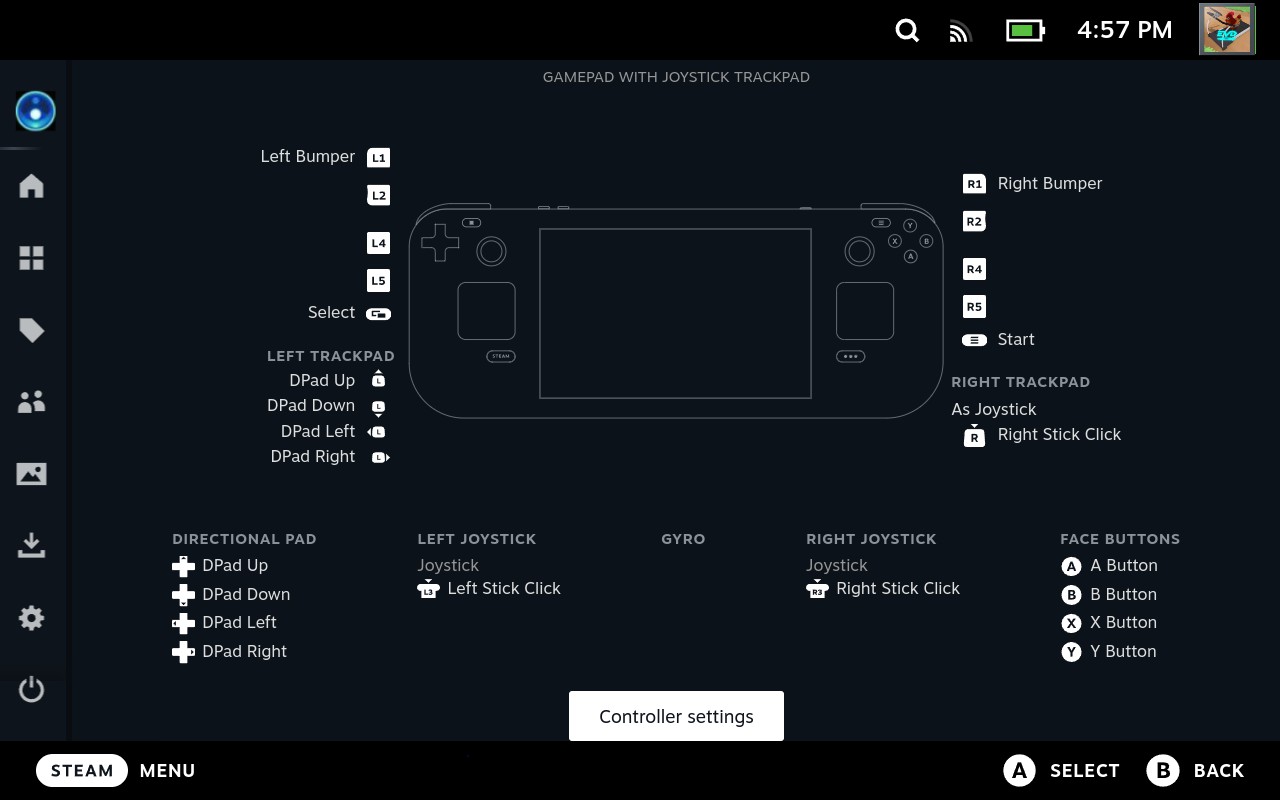 4:57 PM
GAMEPAD WITH JOYSTICK TRACKPAD
Left Bumper L1
L2
L4
L5
Select
LEFT TRACKPAD
DPad Up L
DPad Down L
DPad Left L
DPad Right L
Y
X
B
A
STEAM
R1 Right Bumper
R2
R4
R5
Start
RIGHT TRACKPAD
As Joystick
R Right Stick Click
DIRECTIONAL PAD
DPad Up
DPad Down
DPad Left
DPad Right
LEFT JOYSTICK
Joystick
L3 Left Stick Click
GYRO
RIGHT JOYSTICK
Joystick
R3 Right Stick Click
FACE BUTTONS
A A Button
B B Button
X X Button
Y Y Button
Controller settings
STEAM MENU
A SELECT B BACK